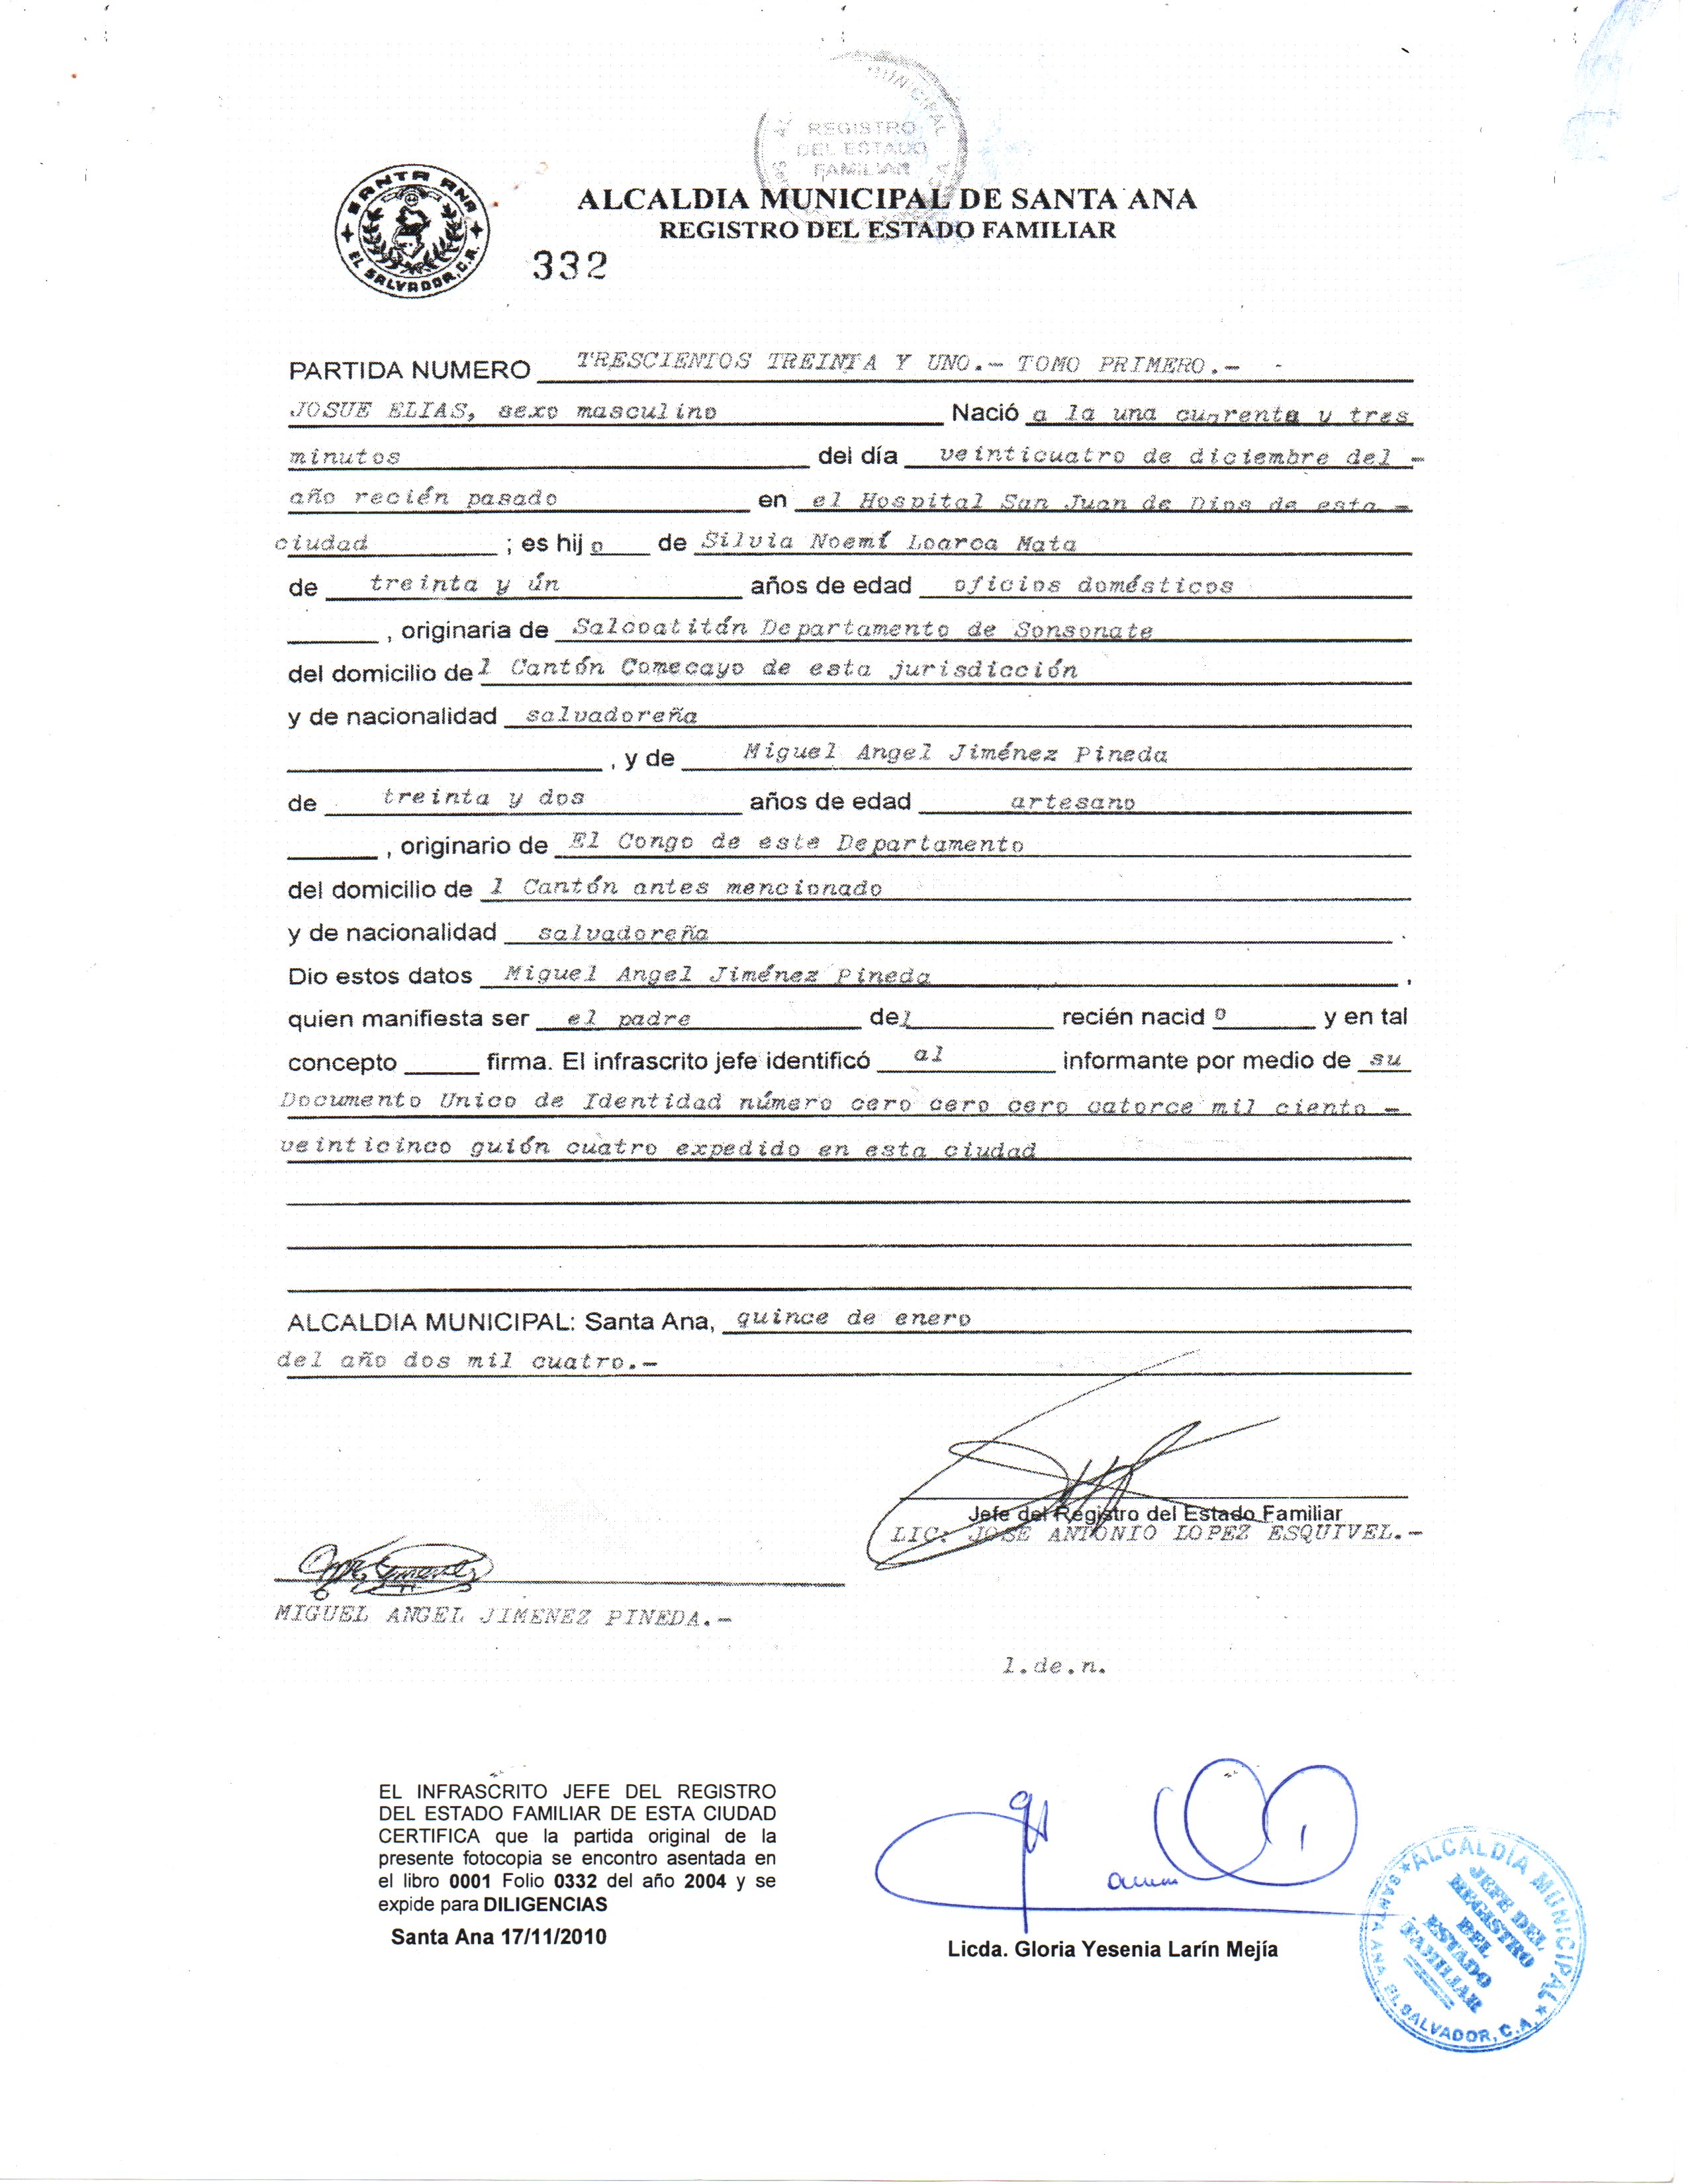 MUNICIPAL
REGISTRO
DEL ESTADO
FAMILIAR
SANTA ANA
EL SALVADOR, C.A.
ALCALDIA MUNICIPAL DE SANTA ANA
REGISTRO DEL ESTADO FAMILIAR
332
PARTIDA NUMERO TRESCIENTOS TREINTA Y UNO.- TOMO PRIMERO.- -
JOSUE ELIAS, sexo masculino Nació a la una cuarenta y tres
minutos del día veinticuatro de diciembre del -
año recién pasado en el Hospital San Juan de Dios de esta -
ciudad ; es hijo de Silvia Noemí Loarca Mata
de treinta y ún años de edad oficios domésticos
, originaria de Salcoatitán Departamento de Sonsonate
del domicilio del Cantón Comecayo de esta jurisdicción
y de nacionalidad salvadoreña
, y de Miguel Angel Jiménez Pineda
de treinta y dos años de edad artesano
, originario de El Congo de este Departamento
del domicilio de l Cantón antes mencionado
y de nacionalidad salvadoreña .
Dio estos datos Miguel Angel Jiménez Pineda ,
quien manifiesta ser el padre del recién nacido y en tal
concepto firma. El infrascrito jefe identificó al informante por medio de su
Documento Unico de Identidad número cero cero cero catorce mil ciento -
veinticinco guión cuatro expedido en esta ciudad
ALCALDIA MUNICIPAL: Santa Ana, quince de enero
del año dos mil cuatro.-
Jefe del Registro del Estado Familiar
LIC: JOSE ANTONIO LOPEZ ESQUIVEL.-
MIGUEL ANGEL JIMENEZ PINEDA.-
l.de.n.
EL INFRASCRITO JEFE DEL REGISTRO
DEL ESTADO FAMILIAR DE ESTA CIUDAD
CERTIFICA que la partida original de la
presente fotocopia se encontro asentada en
el libro 0001 Folio 0332 del año 2004 y se
expide para DILIGENCIAS
Santa Ana 17/11/2010
Licda. Gloria Yesenia Larín Mejía
ALCALDÍA MUNICIPAL
JEFE DEL
REGISTRO
DEL
ESTADO
FAMILIAR
SANTA ANA EL SALVADOR, C.A.